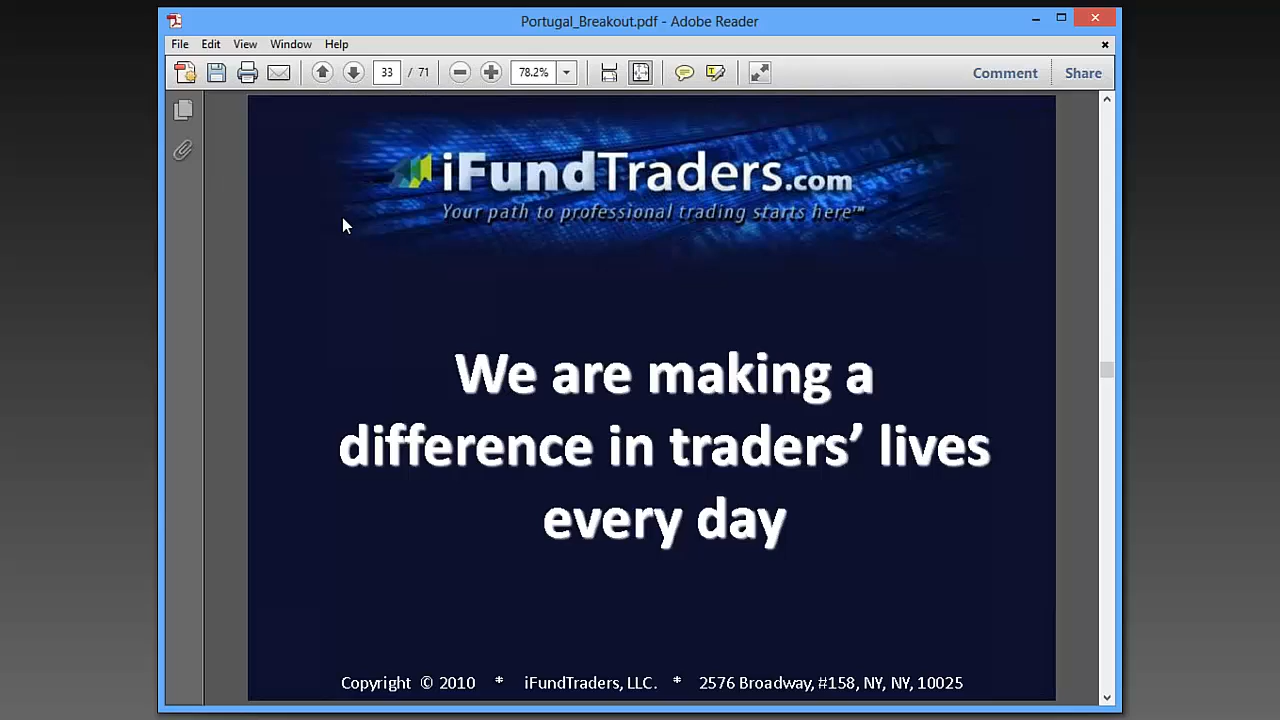 Portugal_Breakout.pdf - Adobe Reader
File Edit View Window Help
33 / 71 78.2% Comment Share
iFundTraders.com
Your path to professional trading starts here™
We are making a
difference in traders’ lives
every day
Copyright © 2010 * iFundTraders, LLC. * 2576 Broadway, #158, NY, NY, 10025